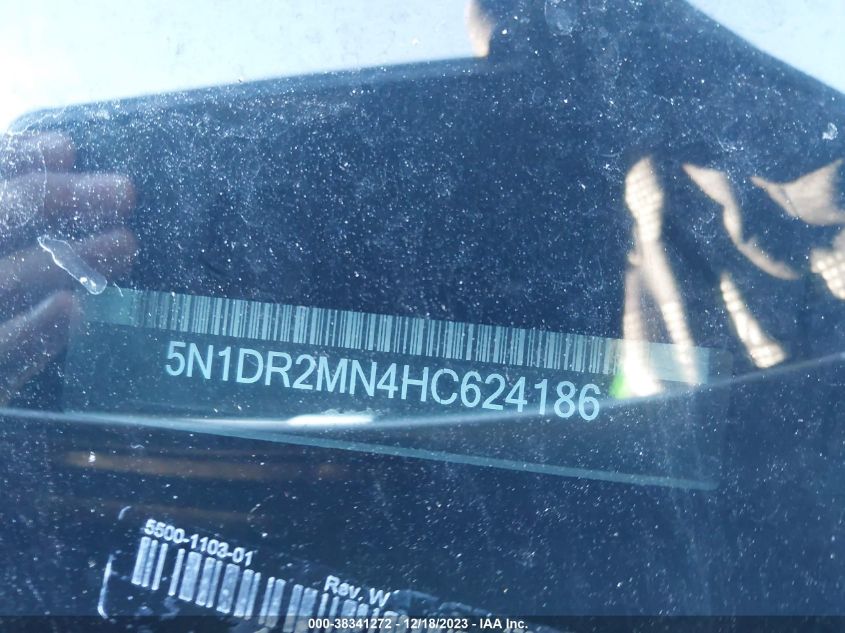 5N1DR2MN4HC624186
5500-1103-01
Rev. W
000-38341272 - 12/18/2023 - IAA Inc.